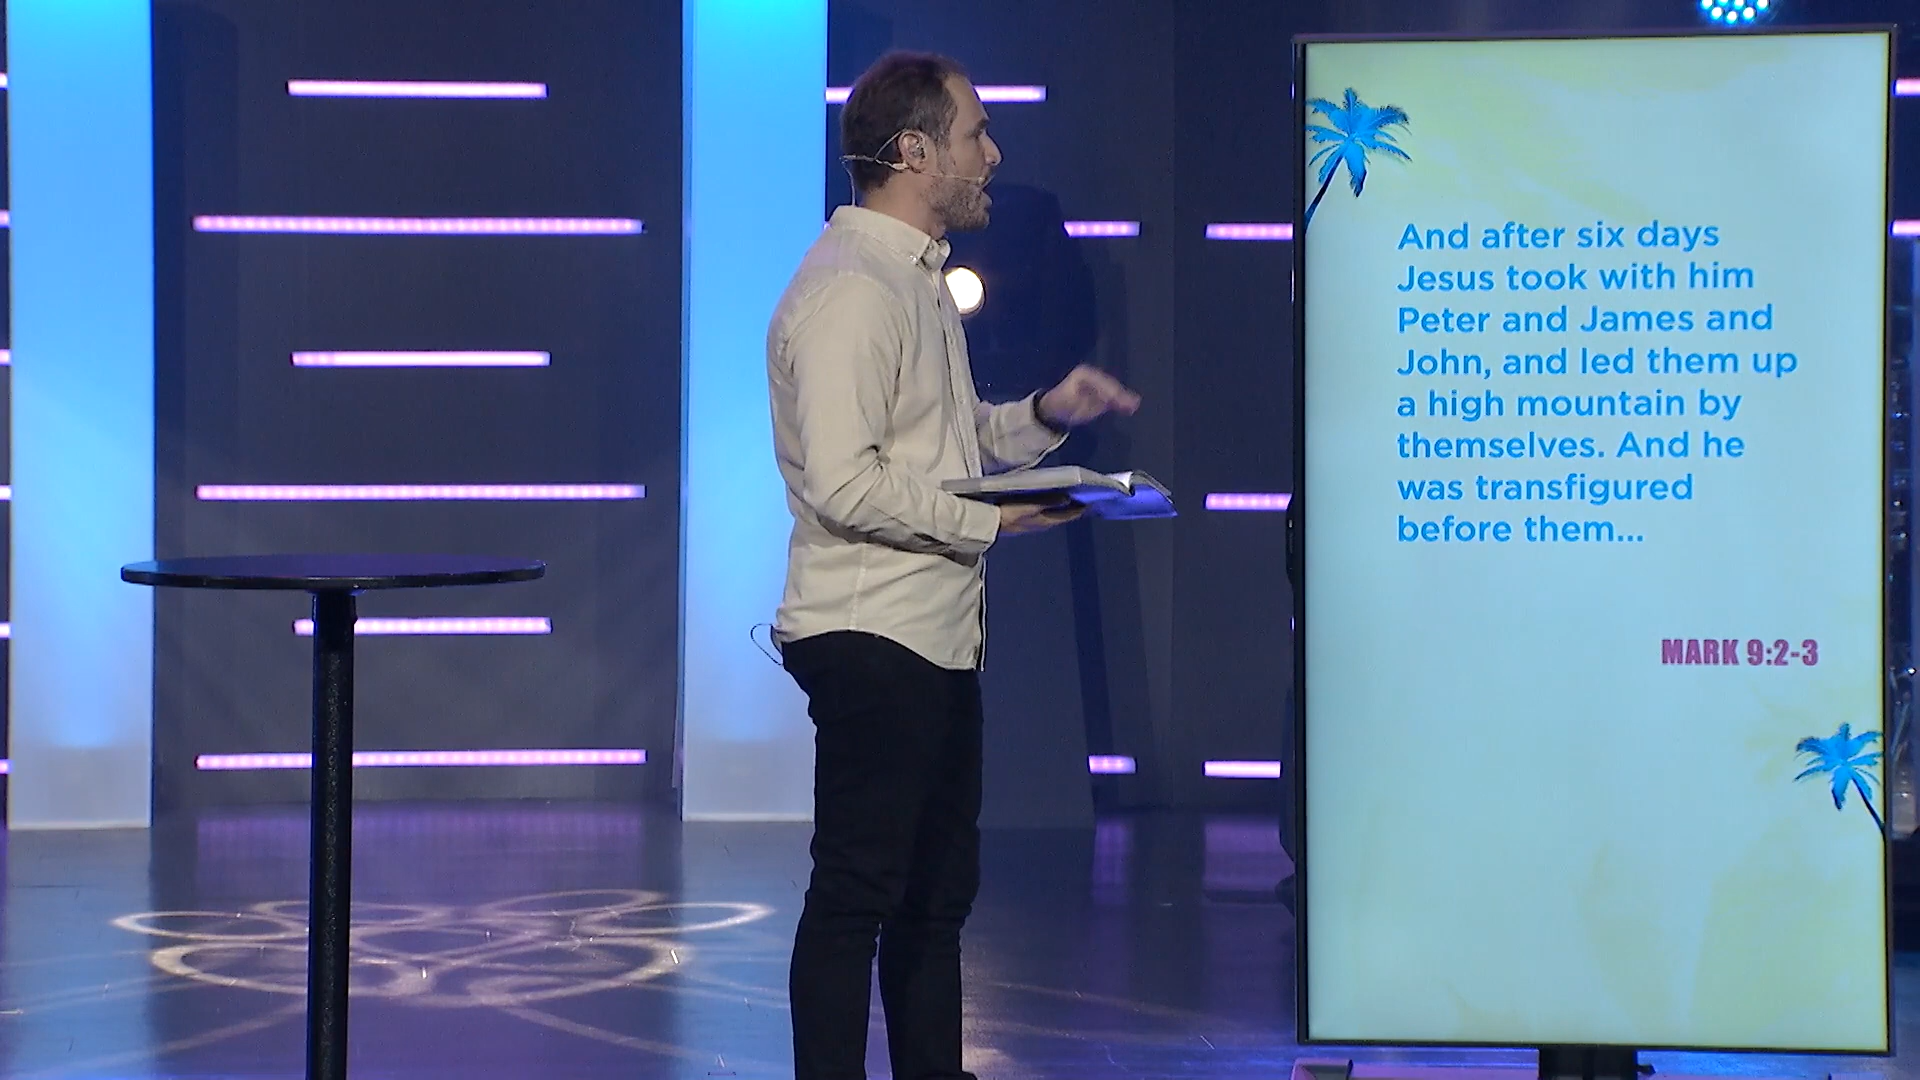 And after six days
Jesus took with him
Peter and James and
John, and led them up
a high mountain by
themselves. And he
was transfigured
before them...
MARK 9:2-3